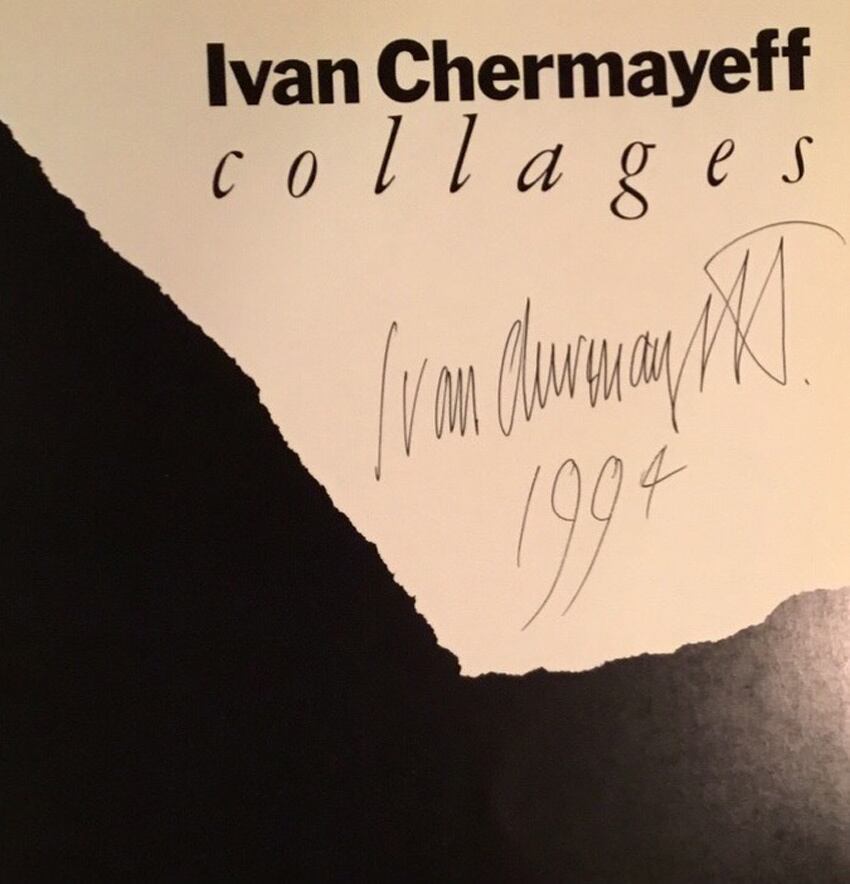 Ivan Chermayeff
collages
Ivan Chermayeff.
1994